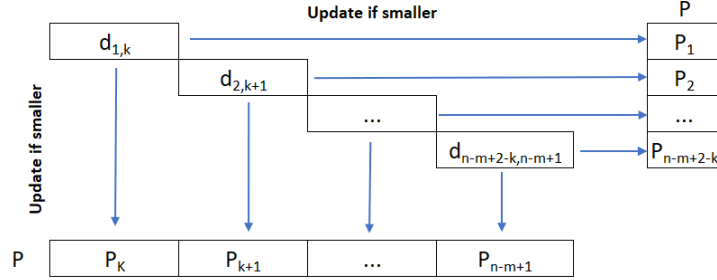 Update if smaller
P
d1,k
P1
d2,k+1
P2
...
...
dn-m+2-k,n-m+1
Pn-m+2-k
Update if smaller
P
PK
Pk+1
...
Pn-m+1